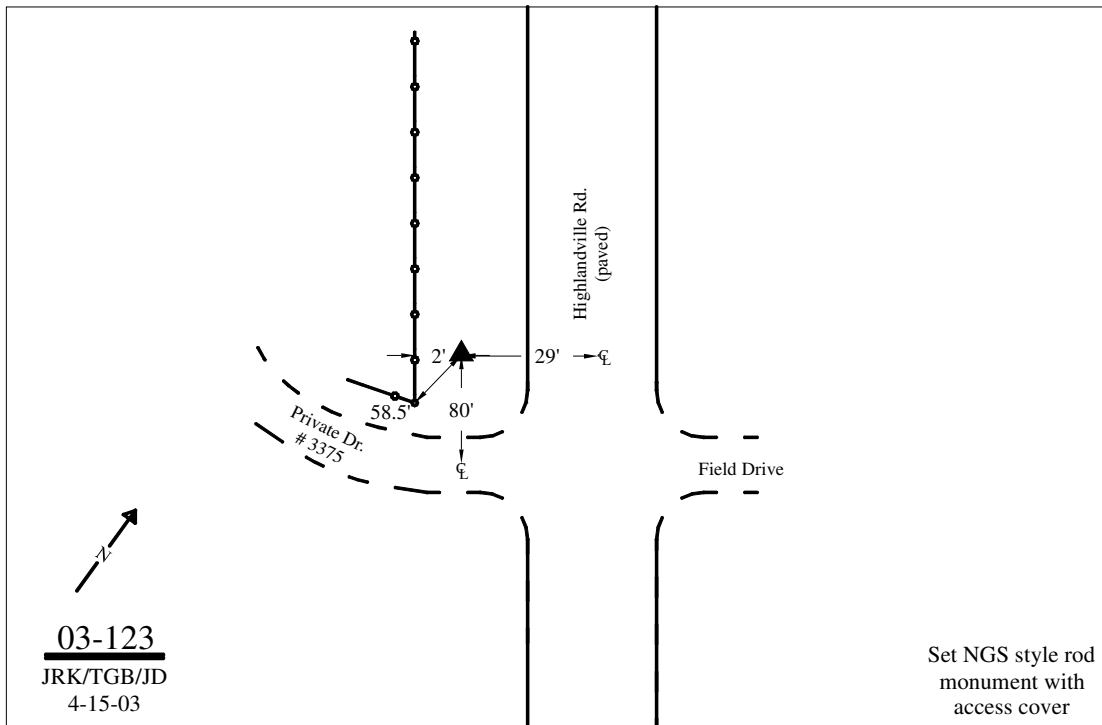 Highlandville Rd.
(paved)
2'
29'
℄
58.5'
80'
℄
Private Dr.
# 3375
Field Drive
N
03-123
JRK/TGB/JD
4-15-03
Set NGS style rod
monument with
access cover